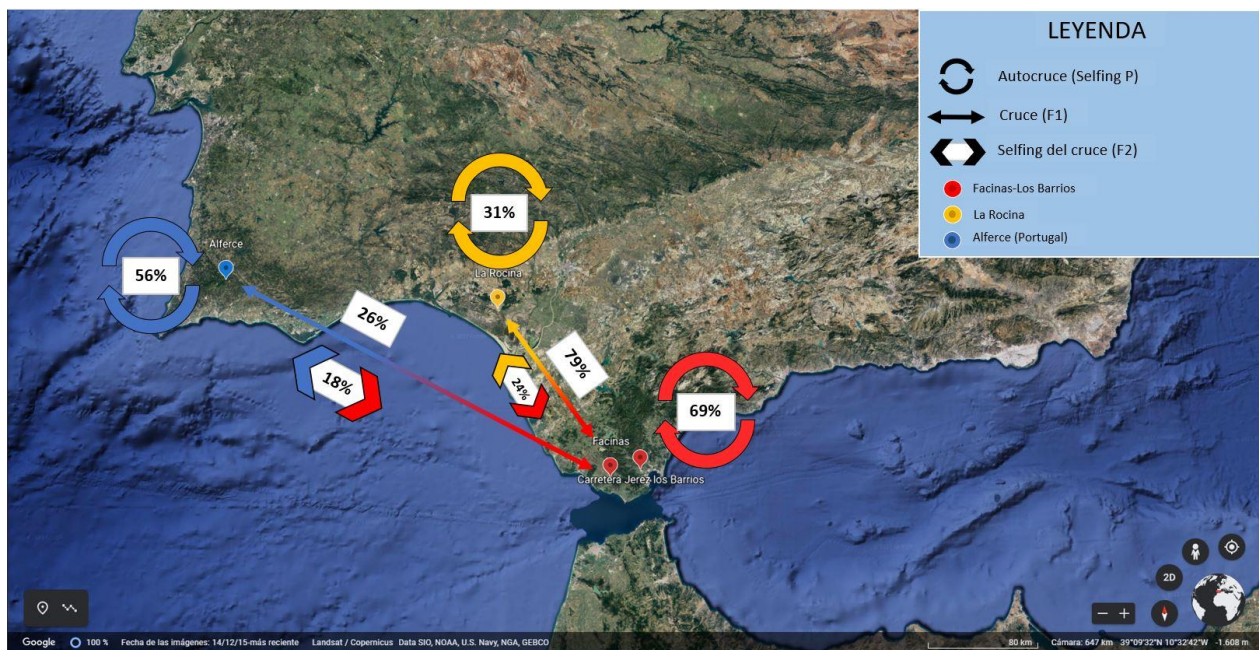 LEYENDA
Autocruce (Selfing P)
Cruce (F1)
Selfing del cruce (F2)
Facinas-Los Barrios
La Rocina
Alferce (Portugal)
31%
La Rocina
Alferce
56%
26%
18%
79%
24%
69%
Facinas
Carretera Jerez los Barrios
2D
Google
100 %
Fecha de las imágenes: 14/12/15-más reciente
Landsat / Copernicus Data SIO, NOAA, U.S. Navy, NGA, GEBCO
80 km
Cámara: 647 km 39°09'32"N 10°32'42"W -1.608 m